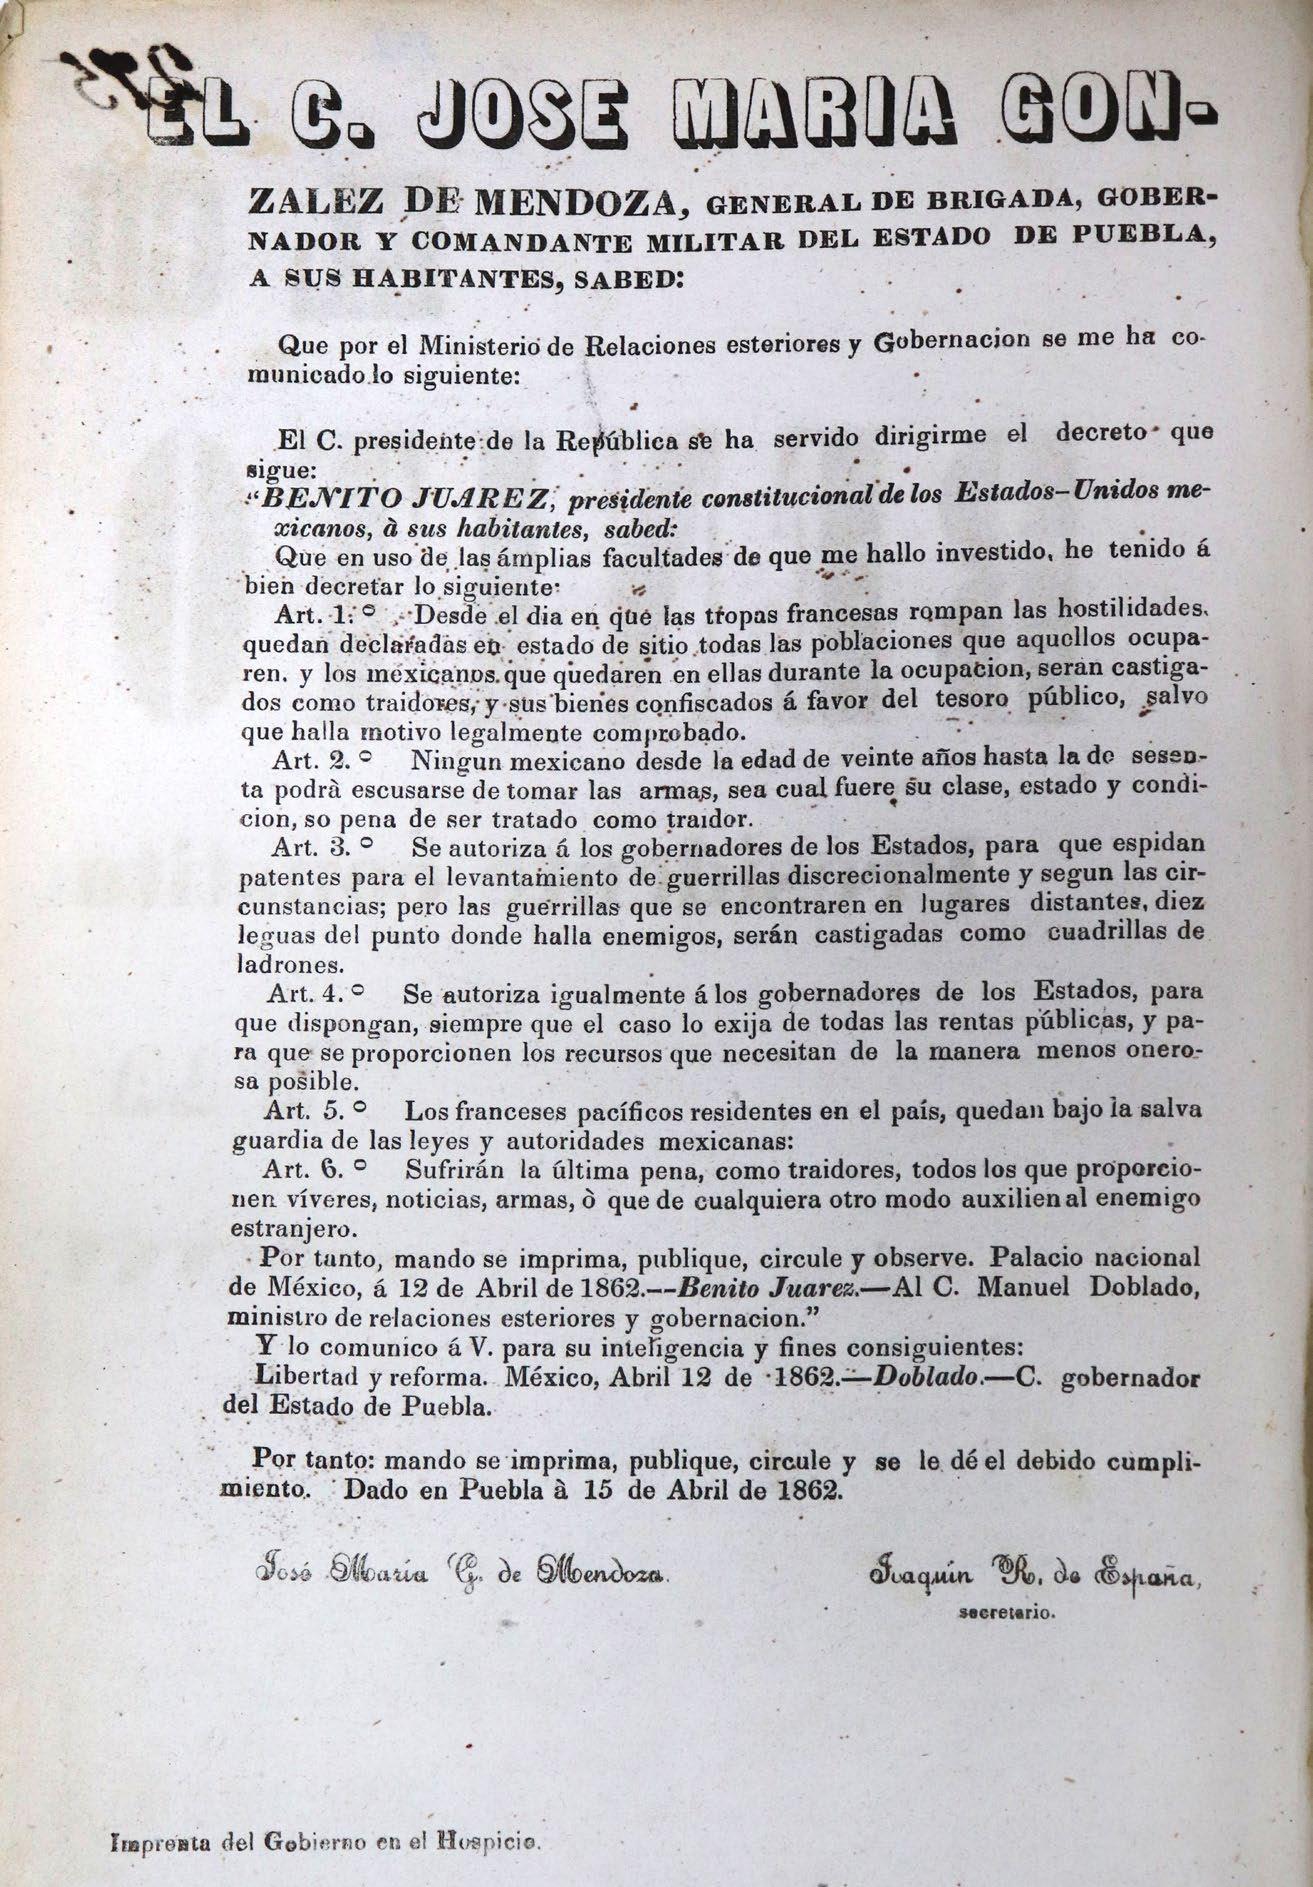 EL C. JOSE MARIA GON-
ZALEZ DE MENDOZA, GENERAL DE BRIGADA, GOBER-
NADOR Y COMANDANTE MILITAR DEL ESTADO DE PUEBLA,
A SUS HABITANTES, SABED:
Que por el Ministerio de Relaciones esteriores y Gobernacion se me ha co-
municado lo siguiente:
El C. presidente de la República se ha servido dirigirme el decreto que
sigue:
“BENITO JUAREZ, presidente constitucional de los Estados-Unidos me-
xicanos, à sus habitantes, sabed:
Que en uso de las ámplias facultades de que me hallo investido, he tenido á
bien decretar lo siguiente:
Art. 1.º Desde el dia en que las tropas francesas rompan las hostilidades,
quedan declaradas en estado de sitio todas las poblaciones que aquellos ocupa-
ren. y los mexicanos que quedaren en ellas durante la ocupacion, serán castiga-
dos como traidores, y sus bienes confiscados á favor del tesoro público, salvo
que halla motivo legalmente comprobado.
Art. 2.º Ningun mexicano desde la edad de veinte años hasta la de sesen-
ta podrà escusarse de tomar las armas, sea cual fuere su clase, estado y condi-
cion, so pena de ser tratado como traidor.
Art. 3.º Se autoriza á los gobernadores de los Estados, para que espidan
patentes para el levantamiento de guerrillas discrecionalmente y segun las cir-
cunstancias; pero las guerrillas que se encontraren en lugares distantes, diez
leguas del punto donde halla enemigos, serán castigadas como cuadrillas de
ladrones.
Art. 4.º Se autoriza igualmente á los gobernadores de los Estados, para
que dispongan, siempre que el caso lo exija de todas las rentas públicas, y pa-
ra que se proporcionen los recursos que necesitan de la manera menos onero-
sa posible.
Art. 5.º Los franceses pacíficos residentes en el país, quedan bajo la salva
guardia de las leyes y autoridades mexicanas:
Art. 6.º Sufrirán la última pena, como traidores, todos los que proporcio-
nen víveres, noticias, armas, ò que de cualquiera otro modo auxilien al enemigo
estranjero.
Por tanto, mando se imprima, publique, circule y observe. Palacio nacional
de México, á 12 de Abril de 1862.--Benito Juarez.—Al C. Manuel Doblado,
ministro de relaciones esteriores y gobernacion.”
Y lo comunico á V. para su inteligencia y fines consiguientes:
Libertad y reforma. México, Abril 12 de 1862.—Doblado.—C. gobernador
del Estado de Puebla.
Por tanto: mando se imprima, publique, circule y se le dé el debido cumpli-
miento. Dado en Puebla à 15 de Abril de 1862.
José María G. de Mendoza.
Joaquín R. de España,
secretario.
Imprenta del Gobierno en el Hospicio.